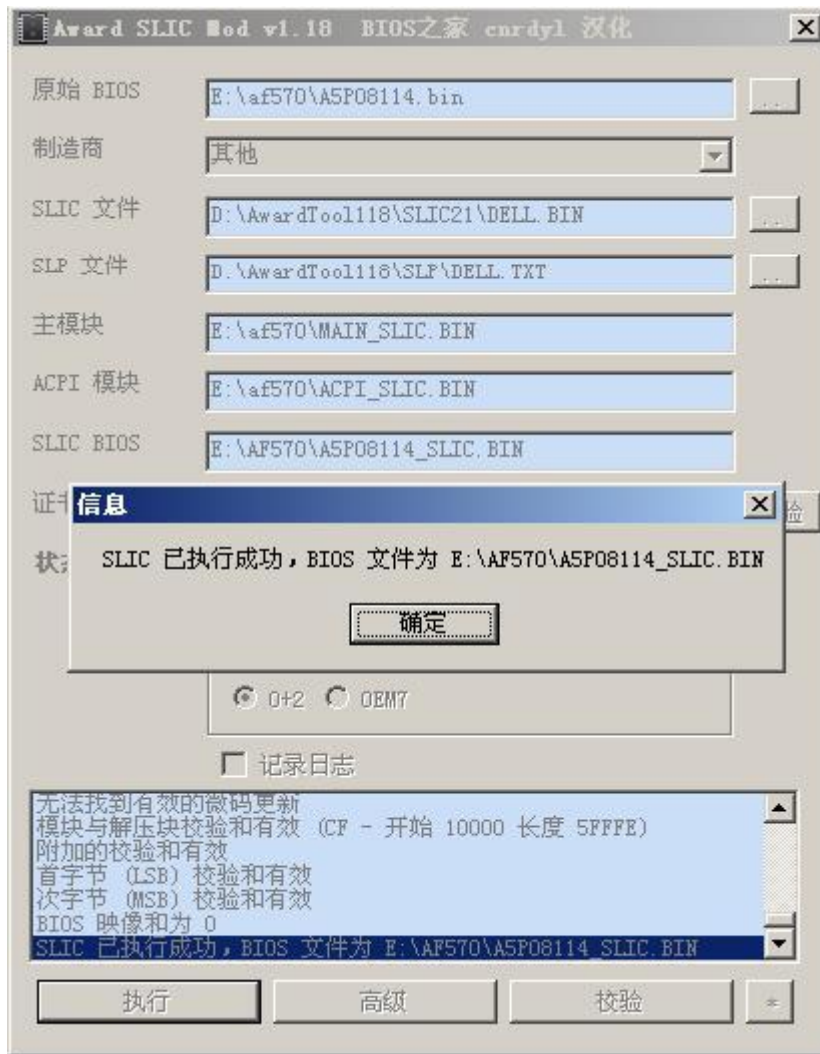 Award SLIC Mod v1.18 BIOS之家 cnrdyl 汉化
原始 BIOS
E:\af570\A5P08114.bin
..
制造商
其他
SLIC 文件
D:\AwardTool118\SLIC21\DELL.BIN
..
SLP 文件
D:\AwardTool118\SLP\DELL.TXT
..
主模块
E:\af570\MAIN_SLIC.BIN
ACPI 模块
E:\af570\ACPI_SLIC.BIN
SLIC BIOS
E:\AF570\A5P08114_SLIC.BIN
信息
SLIC 已执行成功，BIOS 文件为 E:\AF570\A5P08114_SLIC.BIN
确定
0+2 OEM7
记录日志
无法找到有效的微码更新
模块与解压块校验和有效 (CF - 开始 10000 长度 5FFFE)
附加的校验和有效
首字节 (LSB) 校验和有效
次字节 (MSB) 校验和有效
BIOS 映像和为 0
SLIC 已执行成功，BIOS 文件为 E:\AF570\A5P08114_SLIC.BIN
执行 高级 校验 *